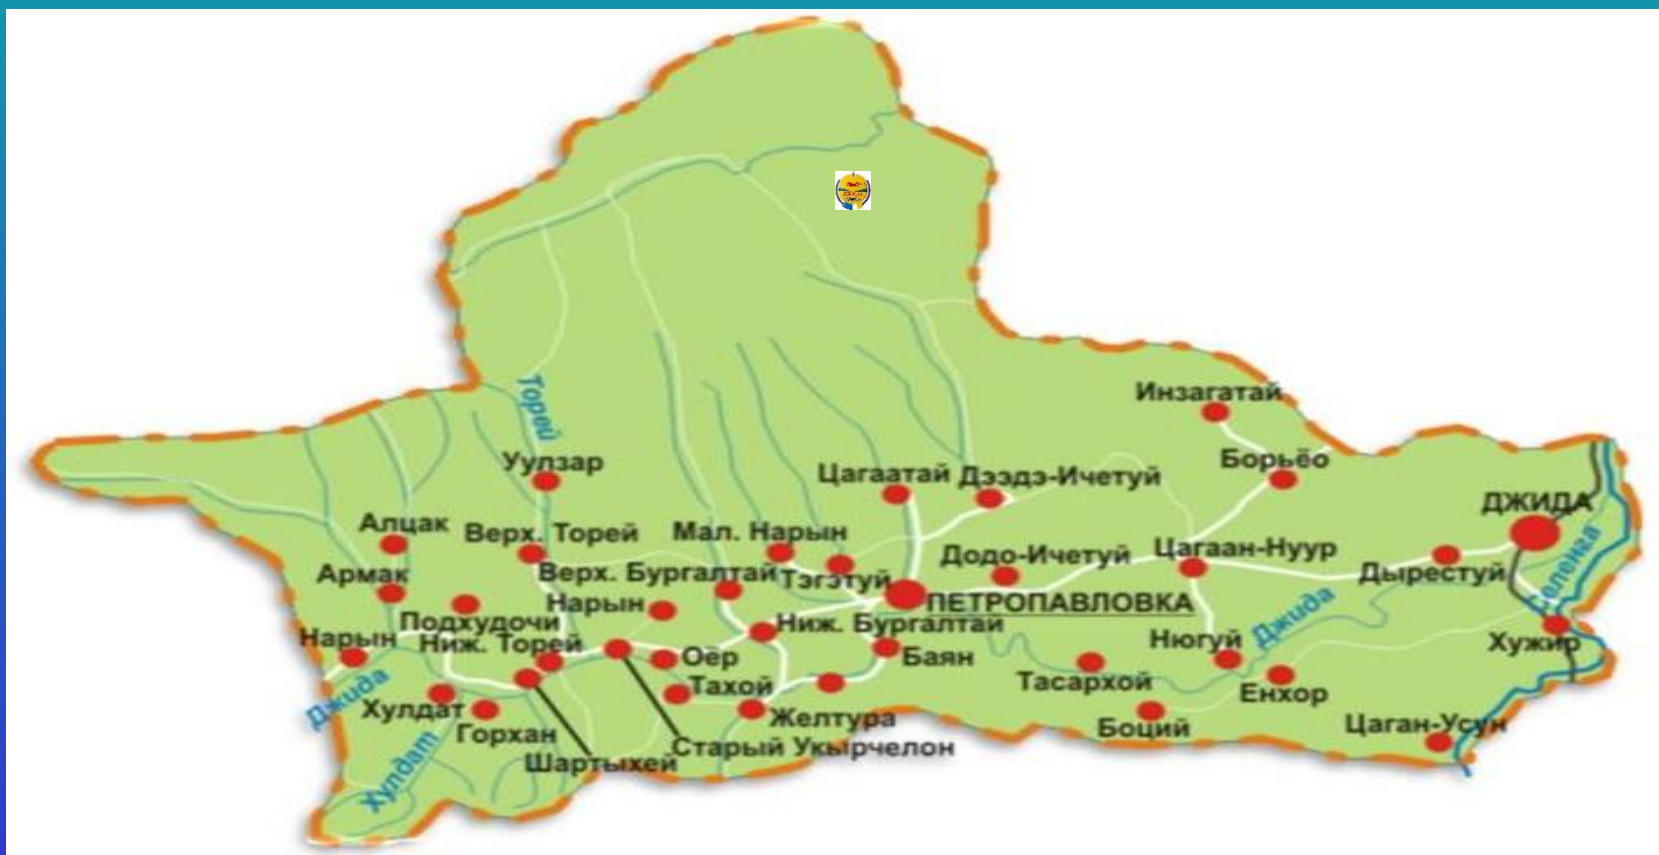 Торей
Инзагатай
Борьёо
Уулзар
Цагаатай
Дээдэ-Ичетуй
ДЖИДА
Алцак
Верх. Торей
Мал. Нарын
Додо-Ичетуй
Цагаан-Нуур
Армак
Верх. Бургалтай
Тэгэтуй
Дырестуй
Селенга
Нарын
ПЕТРОПАВЛОВКА
Подхудочи
Ниж. Бургалтай
Джида
Нарын
Ниж. Торей
Оёр
Баян
Нюгуй
Хужир
Джида
Тахой
Тасархой
Енхор
Хулдат
Желтура
Боций
Цаган-Усун
Горхан
Старый Укырчелон
Шартыхей
Хулдат